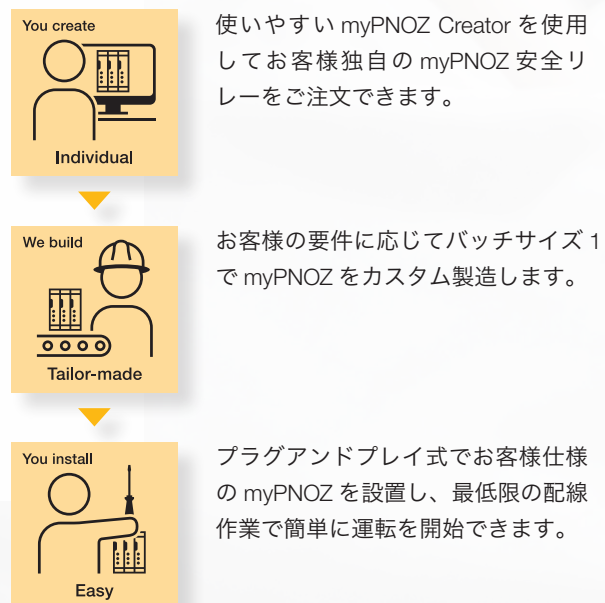 You create
Individual
使いやすい myPNOZ Creator を使用
してお客様独自の myPNOZ 安全リ
レーをご注文できます。
We build
Tailor-made
お客様の要件に応じてバッチサイズ 1
で myPNOZ をカスタム製造します。
You install
Easy
プラグアンドプレイ式でお客様仕様
の myPNOZ を設置し、最低限の配線
作業で簡単に運転を開始できます。